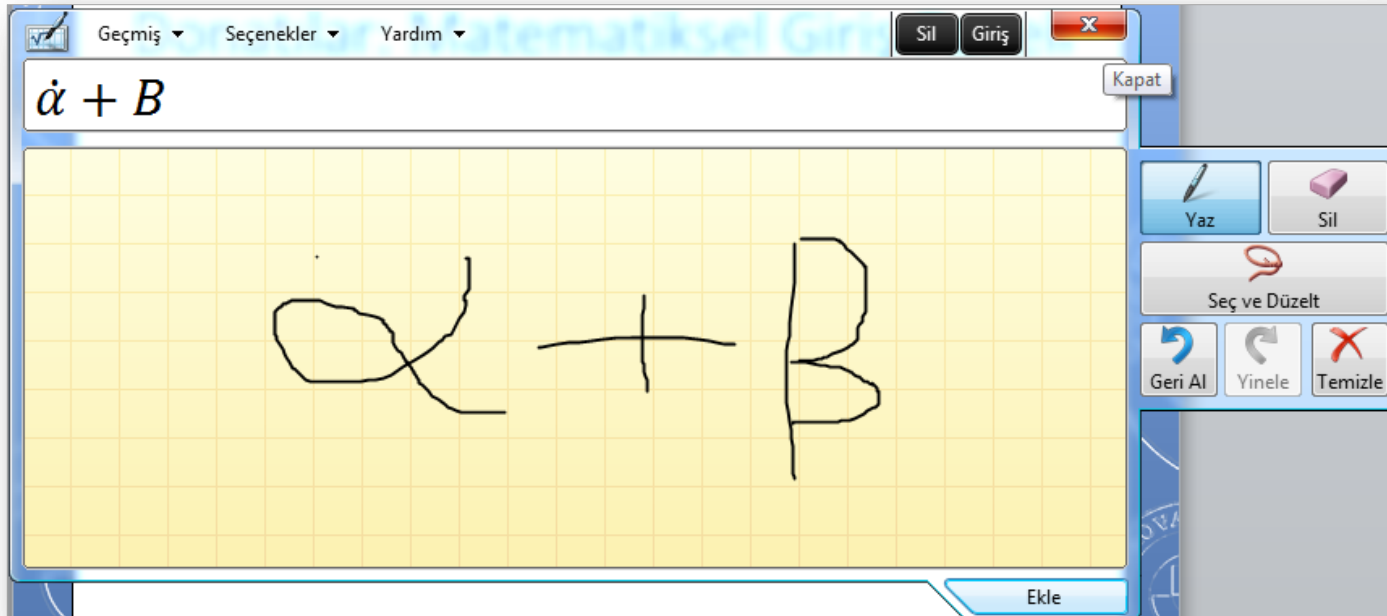 Geçmiş Seçenekler Yardım Sil Giriş
Kapat
α̇ + B
α + β
Yaz Sil
Seç ve Düzelt
Geri Al Yinele Temizle
Ekle